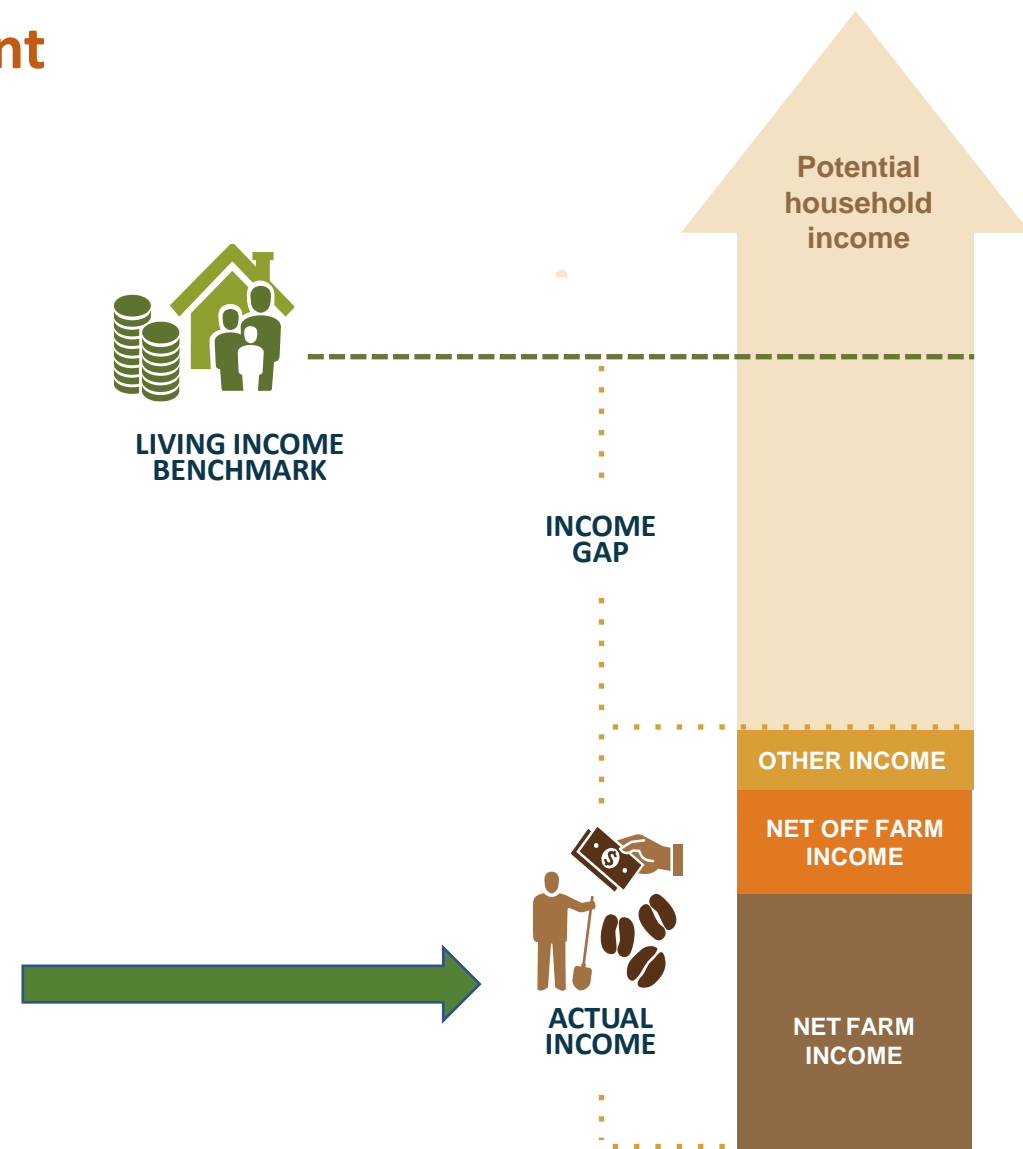 nt
Potential
household
income
LIVING INCOME
BENCHMARK
INCOME
GAP
OTHER INCOME
NET OFF FARM
INCOME
$
ACTUAL
INCOME
NET FARM
INCOME